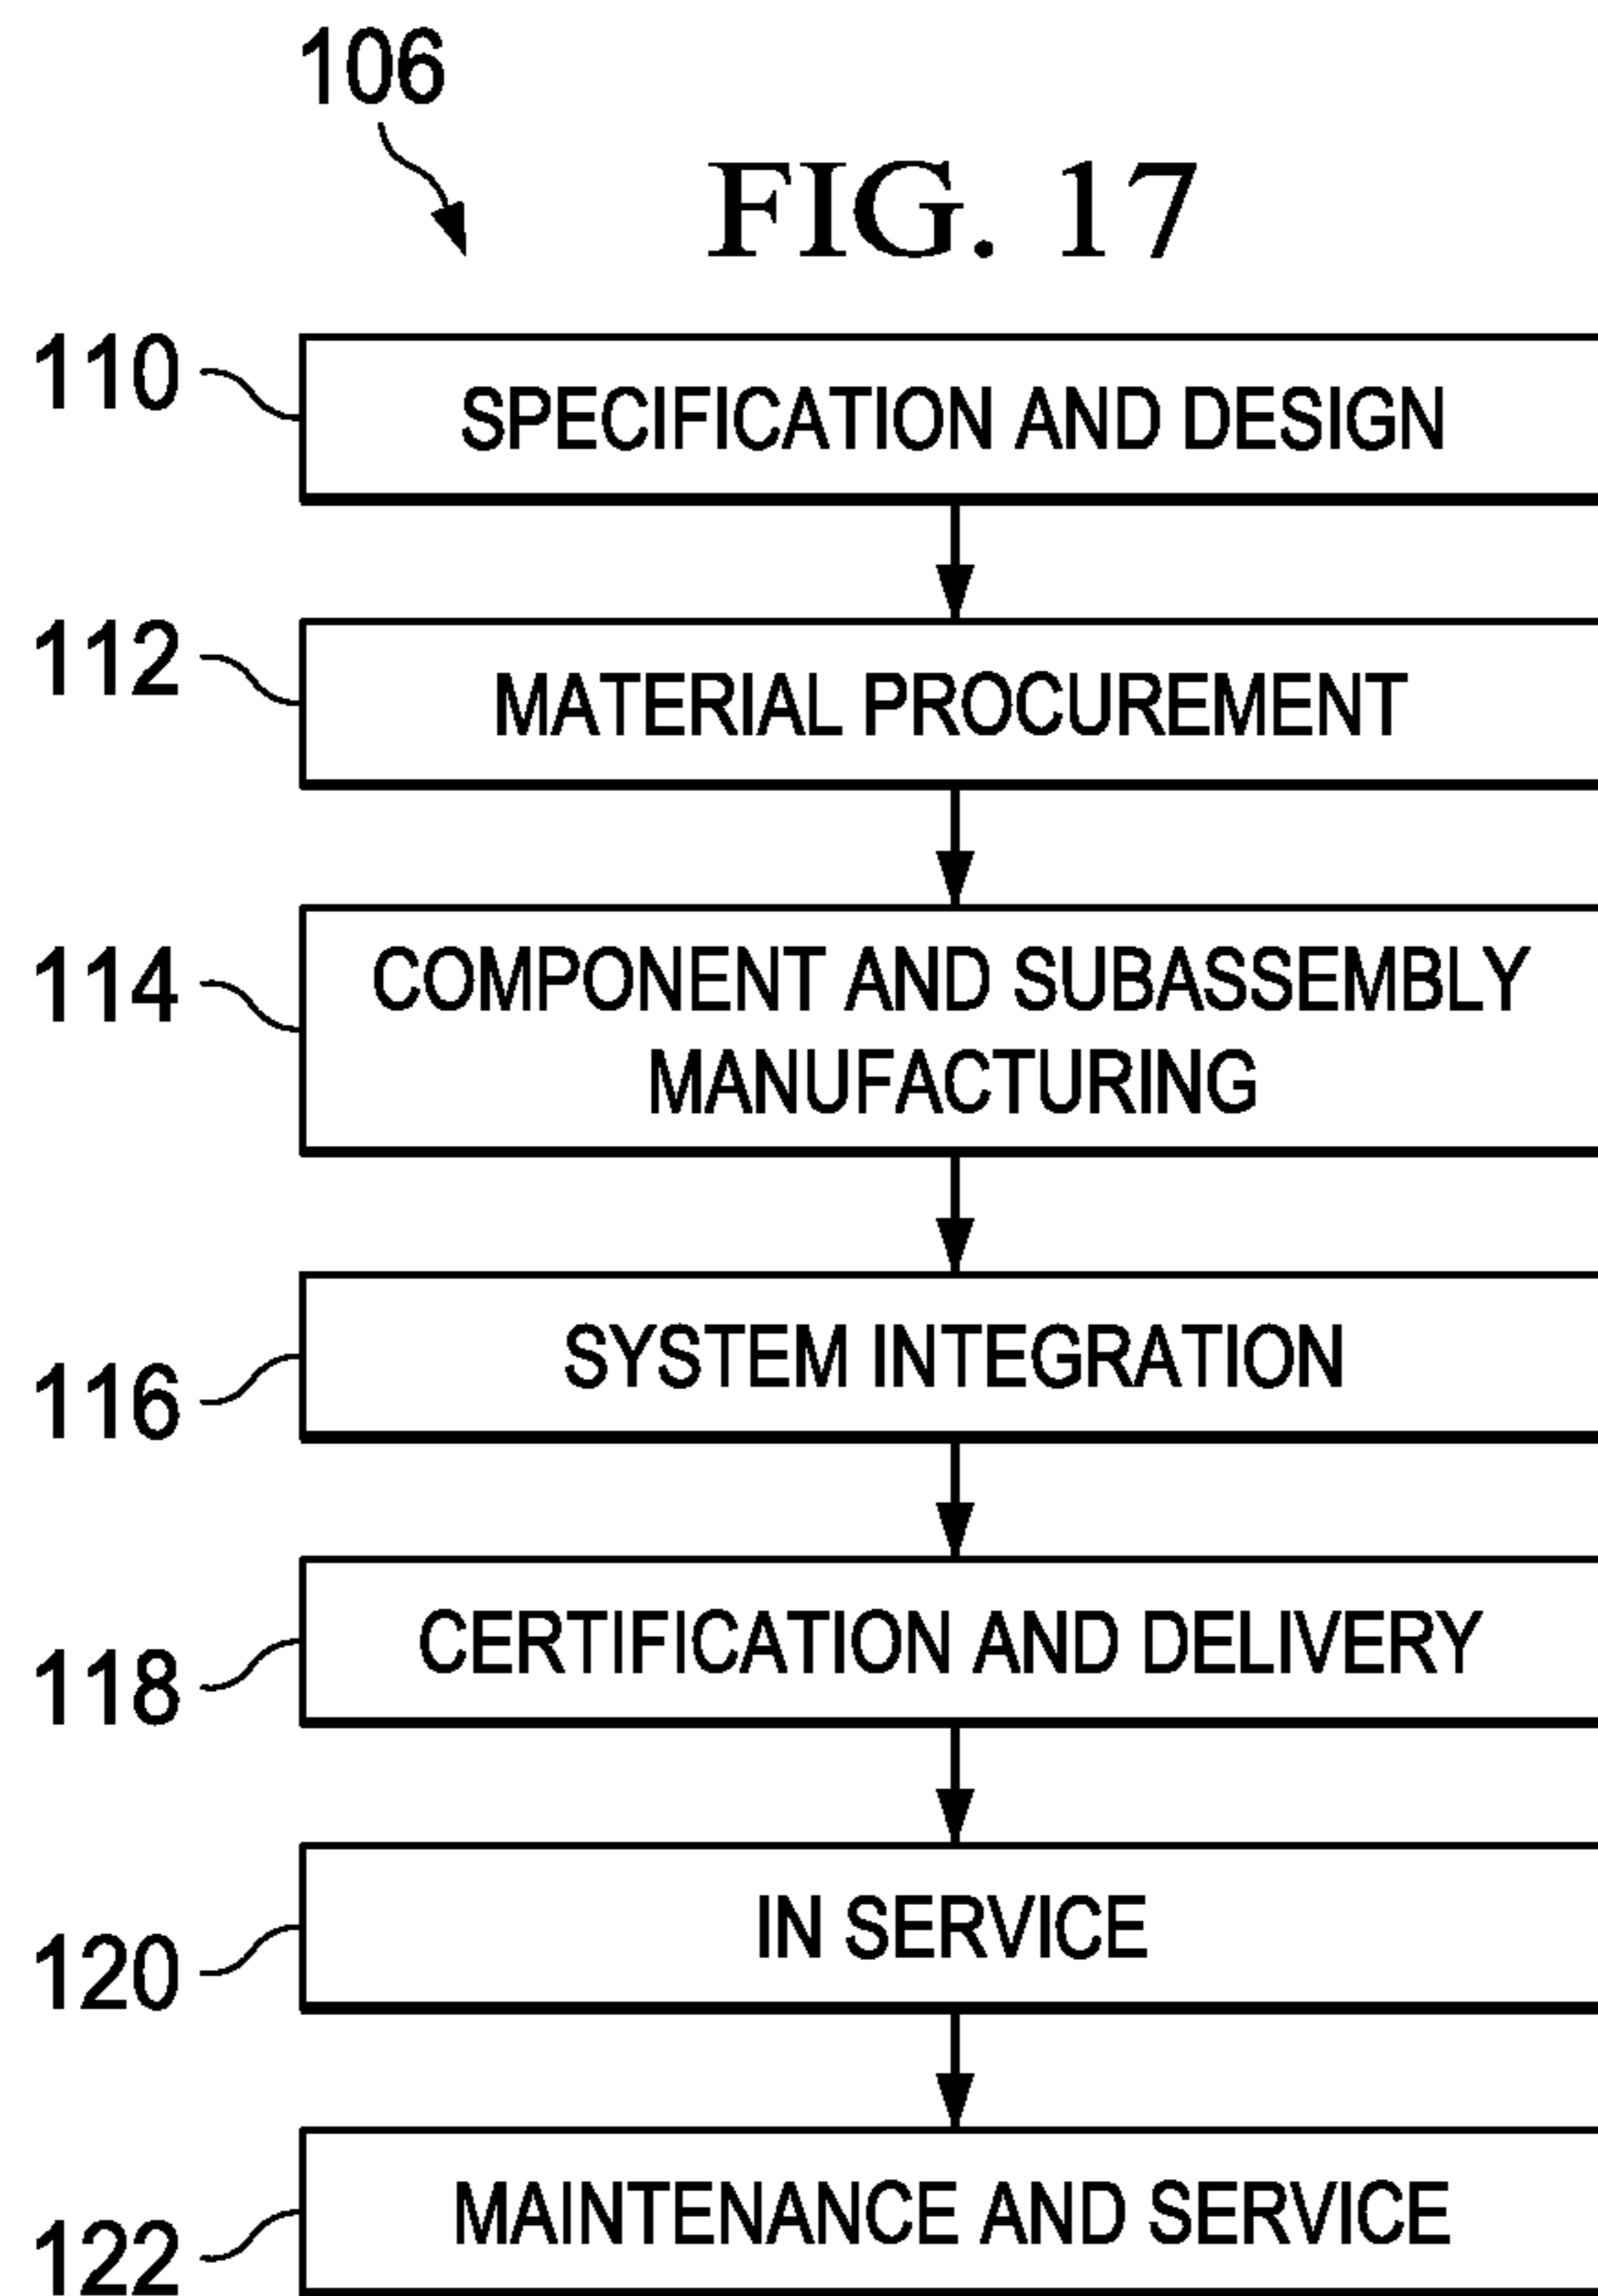 106
FIG. 17
110
SPECIFICATION AND DESIGN
112
MATERIAL PROCUREMENT
114
COMPONENT AND SUBASSEMBLY
MANUFACTURING
116
SYSTEM INTEGRATION
118
CERTIFICATION AND DELIVERY
120
IN SERVICE
122
MAINTENANCE AND SERVICE